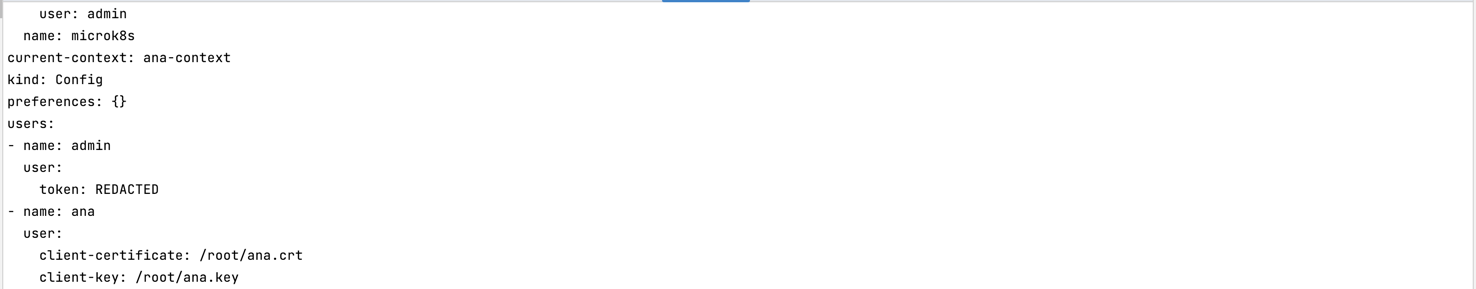 user: admin
  name: microk8s
current-context: ana-context
kind: Config
preferences: {}
users:
- name: admin
  user:
    token: REDACTED
- name: ana
  user:
    client-certificate: /root/ana.crt
    client-key: /root/ana.key